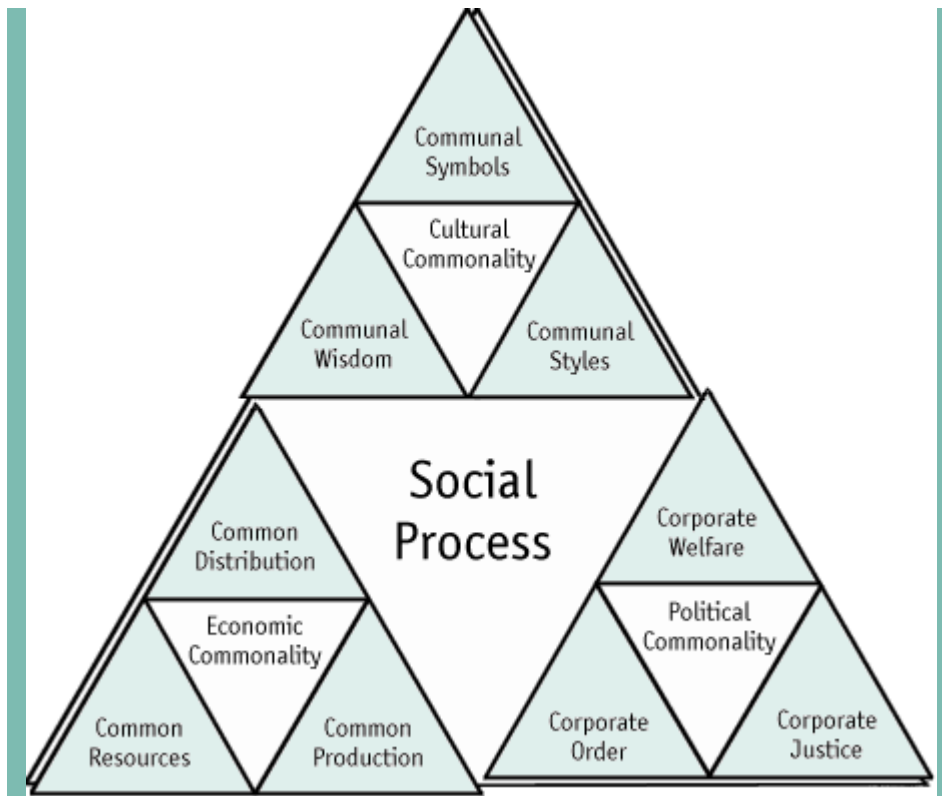 Communal
Symbols
Cultural
Commonality
Communal
Wisdom
Communal
Styles
Social
Process
Common
Distribution
Economic
Commonality
Common
Resources
Common
Production
Corporate
Welfare
Political
Commonality
Corporate
Order
Corporate
Justice